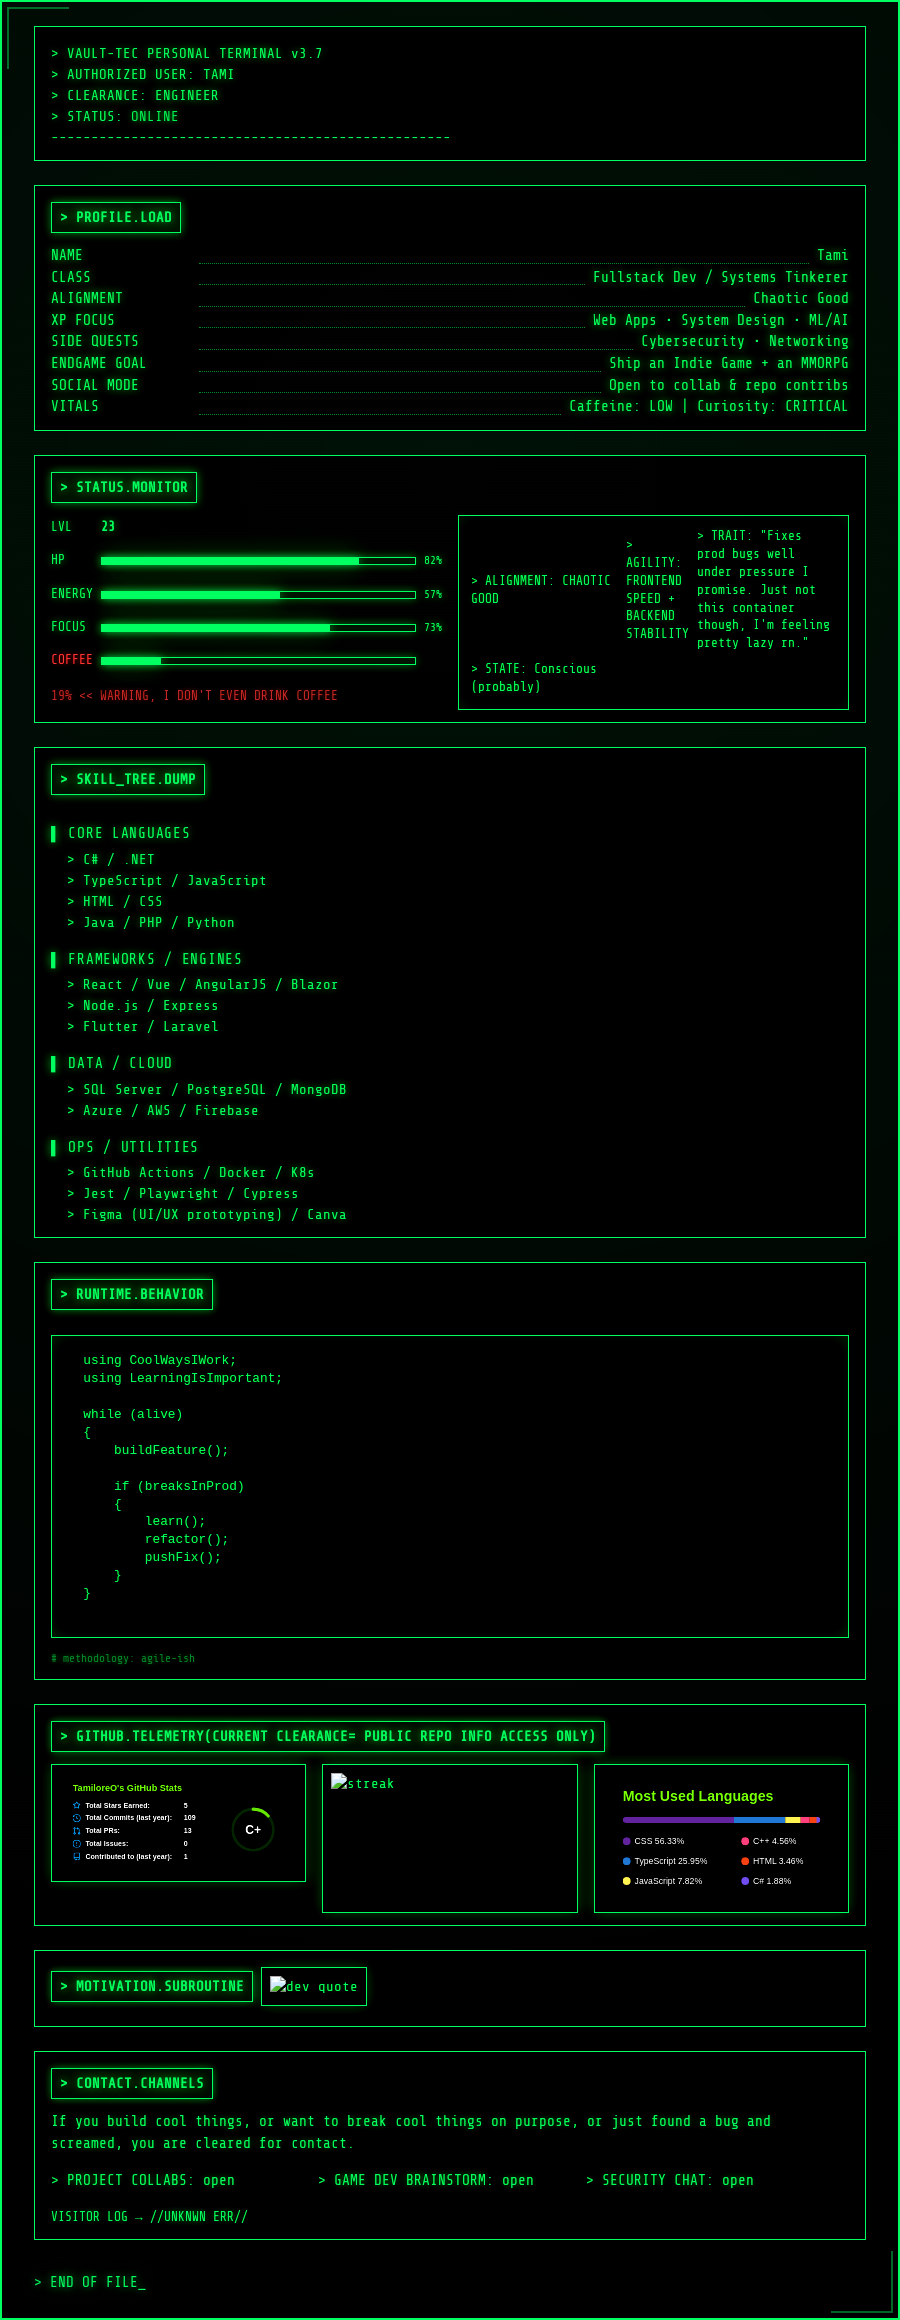 > VAULT-TEC PERSONAL TERMINAL v3.7
> AUTHORIZED USER: TAMI
> CLEARANCE: ENGINEER
> STATUS: ONLINE
--------------------------------------------------
> PROFILE.LOAD
NAME Tami
CLASS Fullstack Dev / Systems Tinkerer
ALIGNMENT Chaotic Good
XP FOCUS Web Apps · System Design · ML/AI
SIDE QUESTS Cybersecurity · Networking
ENDGAME GOAL Ship an Indie Game + an MMORPG
SOCIAL MODE Open to collab & repo contribs
VITALS Caffeine: LOW | Curiosity: CRITICAL
> STATUS.MONITOR
LVL 23
HP 82%
ENERGY 57%
FOCUS 73%
COFFEE
19% << WARNING, I DON'T EVEN DRINK COFFEE
> ALIGNMENT: CHAOTIC
GOOD
>
AGILITY:
FRONTEND
SPEED +
BACKEND
STABILITY
> TRAIT: "Fixes
prod bugs well
under pressure I
promise. Just not
this container
though, I'm feeling
pretty lazy rn."
> STATE: Conscious
(probably)
> SKILL_TREE.DUMP
▌ CORE LANGUAGES
> C# / .NET
> TypeScript / JavaScript
> HTML / CSS
> Java / PHP / Python
▌ FRAMEWORKS / ENGINES
> React / Vue / AngularJS / Blazor
> Node.js / Express
> Flutter / Laravel
▌ DATA / CLOUD
> SQL Server / PostgreSQL / MongoDB
> Azure / AWS / Firebase
▌ OPS / UTILITIES
> GitHub Actions / Docker / K8s
> Jest / Playwright / Cypress
> Figma (UI/UX prototyping) / Canva
> RUNTIME.BEHAVIOR
using CoolWaysIWork;
using LearningIsImportant;
while (alive)
{
buildFeature();
if (breaksInProd)
{
learn();
refactor();
pushFix();
}
}
# methodology: agile-ish
> GITHUB.TELEMETRY(CURRENT CLEARANCE= PUBLIC REPO INFO ACCESS ONLY)
TamiloreO's GitHub Stats
Total Stars Earned: 5
Total Commits (last year): 109
Total PRs: 13
Total Issues: 0
Contributed to (last year): 1
C+
streak
Most Used Languages
CSS 56.33%
TypeScript 25.95%
JavaScript 7.82%
C++ 4.56%
HTML 3.46%
C# 1.88%
> MOTIVATION.SUBROUTINE
dev quote
> CONTACT.CHANNELS
If you build cool things, or want to break cool things on purpose, or just found a bug and
screamed, you are cleared for contact.
> PROJECT COLLABS: open
> GAME DEV BRAINSTORM: open
> SECURITY CHAT: open
VISITOR LOG → //UNKNWN ERR//
> END OF FILE_